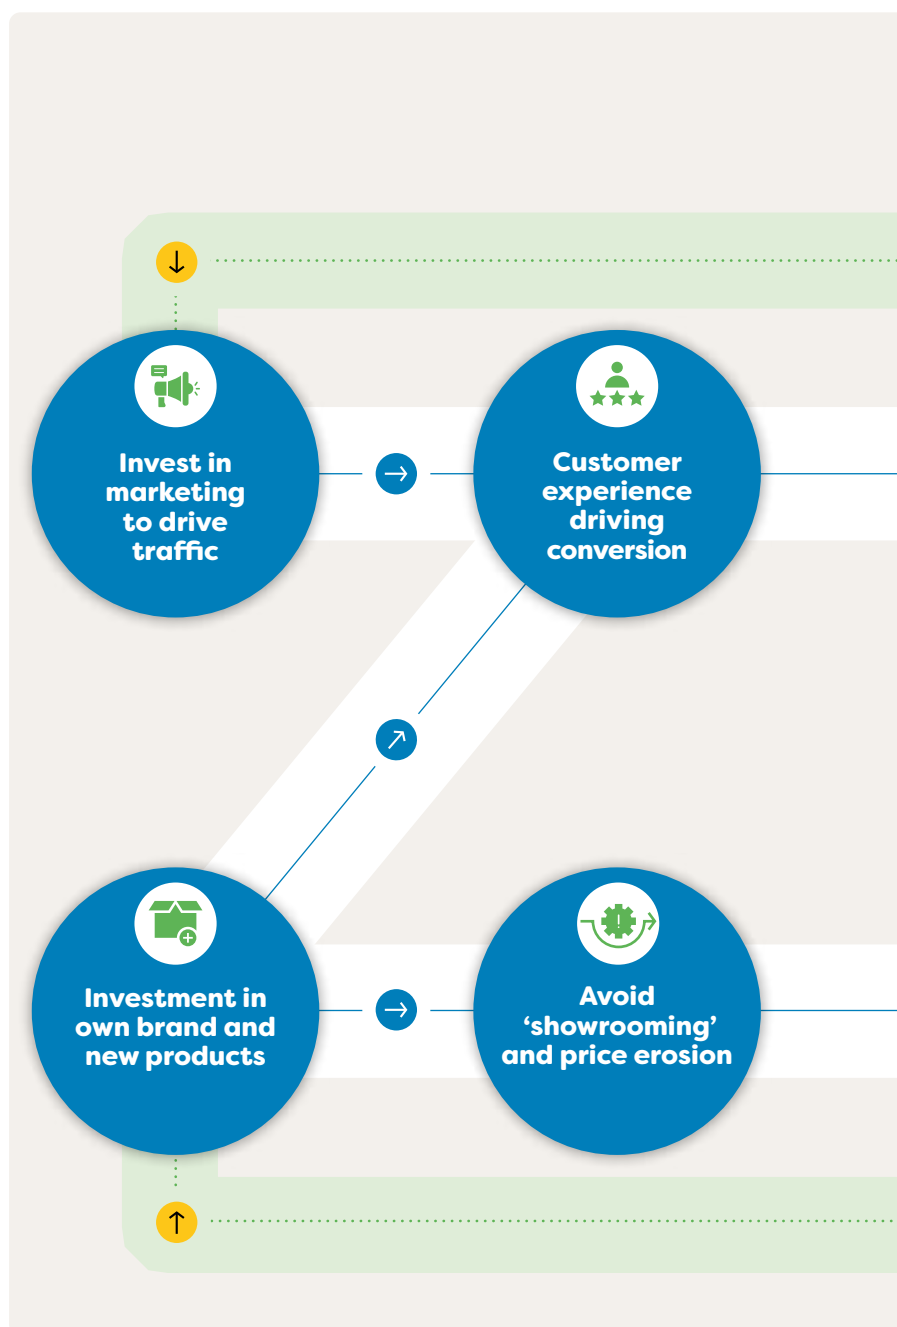 Invest in
marketing
to drive
traffic
Customer
experience
driving
conversion
Investment in
own brand and
new products
Avoid
‘showrooming’
and price erosion